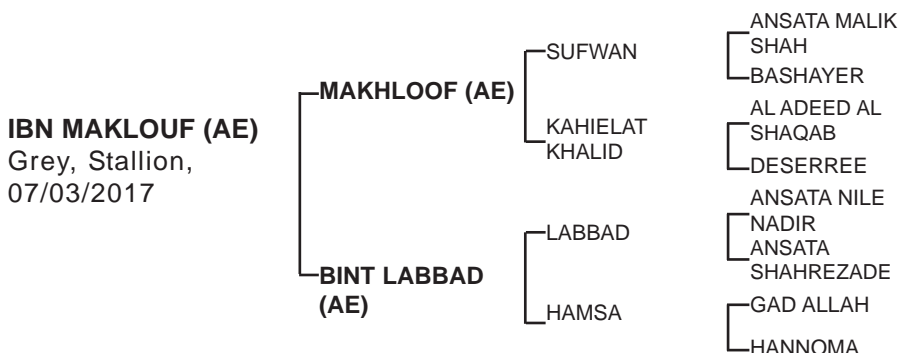 IBN MAKLOUF (AE)
Grey, Stallion,
07/03/2017
MAKHLOOF (AE)
BINT LABBAD
(AE)
SUFWAN
KAHIELAT
KHALID
LABBAD
HAMSA
ANSATA MALIK
SHAH
BASHAYER
AL ADEED AL
SHAQAB
DESERREE
ANSATA NILE
NADIR
ANSATA
SHAHREZADE
GAD ALLAH
HANNOMA